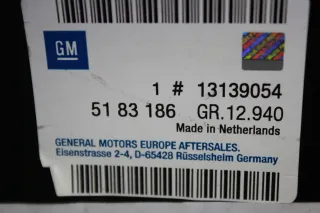 GM
1 # 13139054
51 83 186 GR.12.940
Made in Netherlands
GENERAL MOTORS EUROPE AFTERSALES.
Eisenstrasse 2-4, D-65428 Rüsselsheim Germany